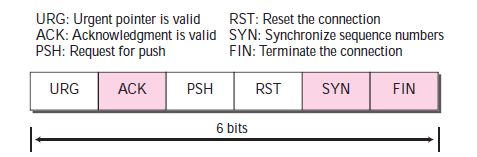 URG: Urgent pointer is valid RST: Reset the connection
ACK: Acknowledgment is valid SYN: Synchronize sequence numbers
PSH: Request for push FIN: Terminate the connection
URG ACK PSH RST SYN FIN
6 bits